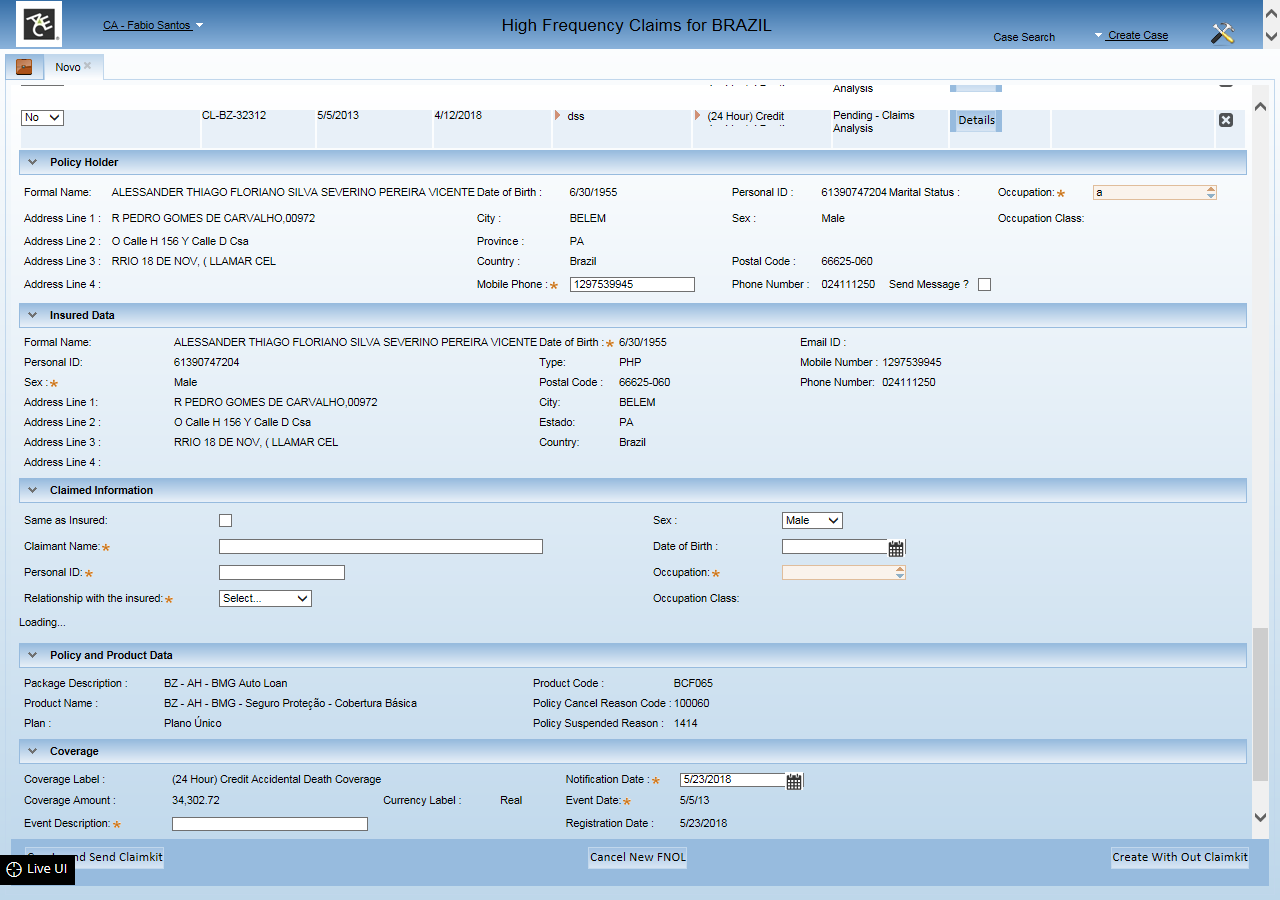 ACE
CA - Fabio Santos
High Frequency Claims for BRAZIL
Case Search
Create Case
Novo
Analysis
No
CL-BZ-32312 5/5/2013 4/12/2018 dss (24 Hour) Credit Pending - Claims Analysis Details
Policy Holder
Formal Name: ALESSANDER THIAGO FLORIANO SILVA SEVERINO PEREIRA VICENTE Date of Birth : 6/30/1955 Personal ID : 61390747204 Marital Status : Occupation: * a
Address Line 1 : R PEDRO GOMES DE CARVALHO,00972 City : BELEM Sex : Male Occupation Class:
Address Line 2 : O Calle H 156 Y Calle D Csa Province : PA
Address Line 3 : RRIO 18 DE NOV, ( LLAMAR CEL Country : Brazil Postal Code : 66625-060
Address Line 4 : Mobile Phone : * 1297539945 Phone Number : 024111250 Send Message ?
Insured Data
Formal Name: ALESSANDER THIAGO FLORIANO SILVA SEVERINO PEREIRA VICENTE Date of Birth : * 6/30/1955 Email ID :
Personal ID: 61390747204 Type: PHP Mobile Number : 1297539945
Sex : * Male Postal Code : 66625-060 Phone Number: 024111250
Address Line 1: R PEDRO GOMES DE CARVALHO,00972 City: BELEM
Address Line 2 : O Calle H 156 Y Calle D Csa Estado: PA
Address Line 3 : RRIO 18 DE NOV, ( LLAMAR CEL Country: Brazil
Address Line 4 :
Claimed Information
Same as Insured: Sex : Male
Claimant Name: * Date of Birth :
Personal ID: * Occupation: *
Relationship with the insured: * Select... Occupation Class:
Loading...
Policy and Product Data
Package Description : BZ - AH - BMG Auto Loan Product Code : BCF065
Product Name : BZ - AH - BMG - Seguro Proteção - Cobertura Básica Policy Cancel Reason Code : 100060
Plan : Plano Único Policy Suspended Reason : 1414
Coverage
Coverage Label : (24 Hour) Credit Accidental Death Coverage Notification Date : * 5/23/2018
Coverage Amount : 34,302.72 Currency Label : Real Event Date: * 5/5/13
Event Description: * Registration Date : 5/23/2018
nd Send Claimkit Cancel New FNOL Create With Out Claimkit
Live UI